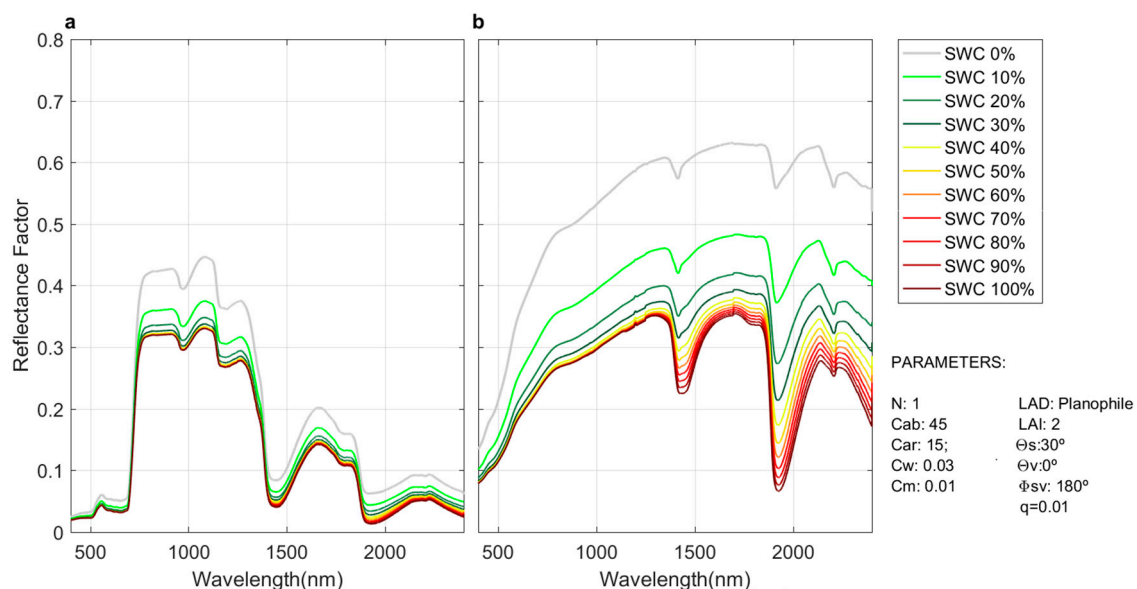 a
b
0.8
0.7
0.6
0.5
0.4
0.3
0.2
0.1
0
Reflectance Factor
500 1000 1500 2000
Wavelength(nm)
500 1000 1500 2000
Wavelength(nm)
SWC 0%
SWC 10%
SWC 20%
SWC 30%
SWC 40%
SWC 50%
SWC 60%
SWC 70%
SWC 80%
SWC 90%
SWC 100%
PARAMETERS:
N: 1 LAD: Planophile
Cab: 45 LAI: 2
Car: 15; Θs:30º
Cw: 0.03 Θv:0º
Cm: 0.01 Φsv: 180º
q=0.01